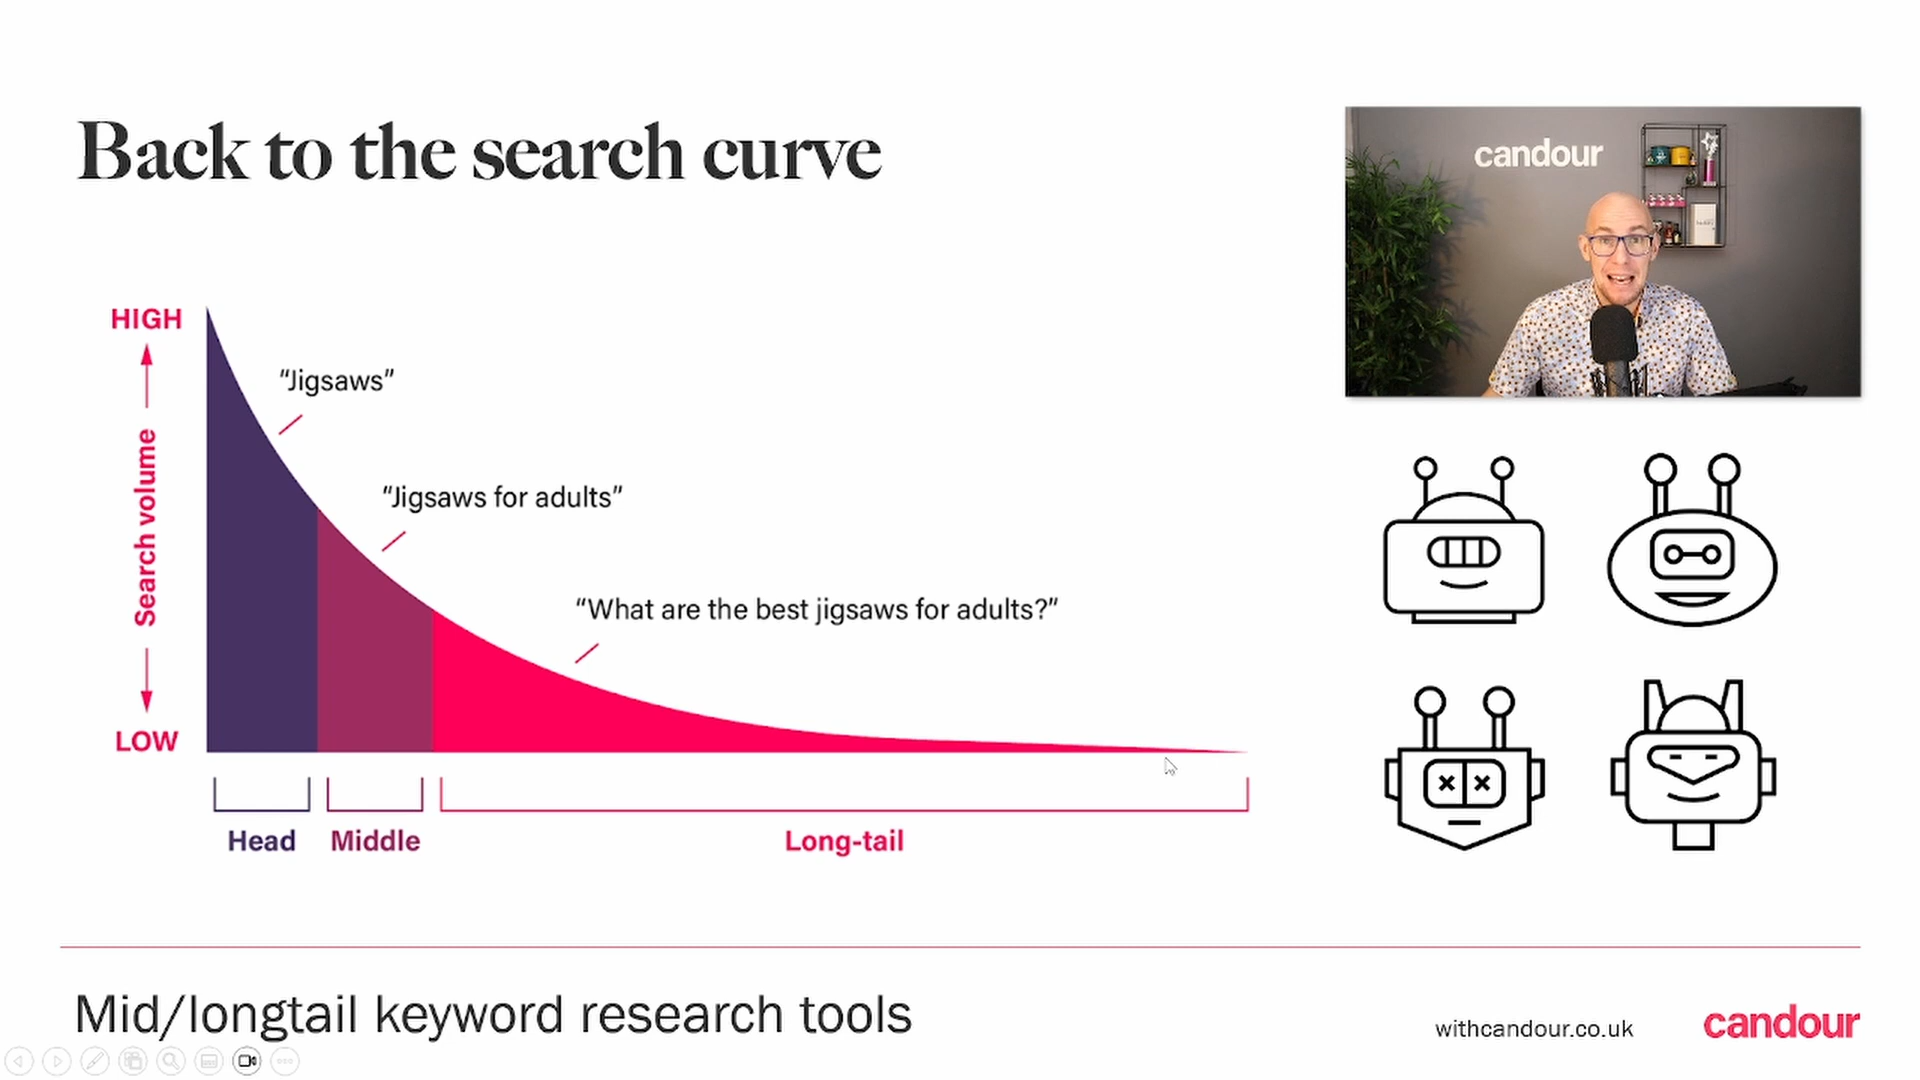 Back to the search curve
candour
HIGH
Search volume
LOW
“Jigsaws”
“Jigsaws for adults”
“What are the best jigsaws for adults?”
Head
Middle
Long-tail
Mid/longtail keyword research tools
withcandour.co.uk
candour